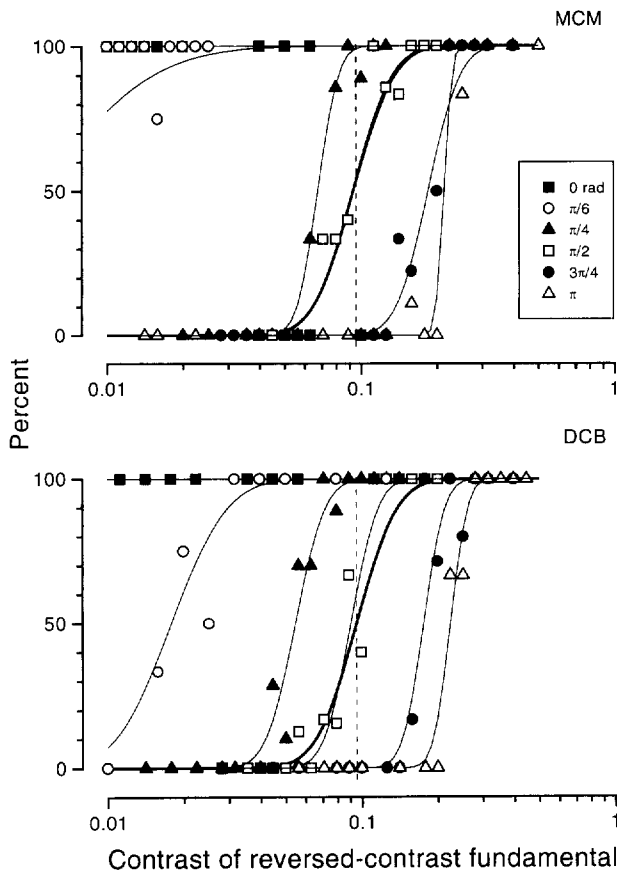 MCM
100
50
0
0.01
0.1
1
0 rad
π/6
π/4
π/2
3π/4
π
Percent
DCB
100
50
0
0.01
0.1
1
Contrast of reversed-contrast fundamental